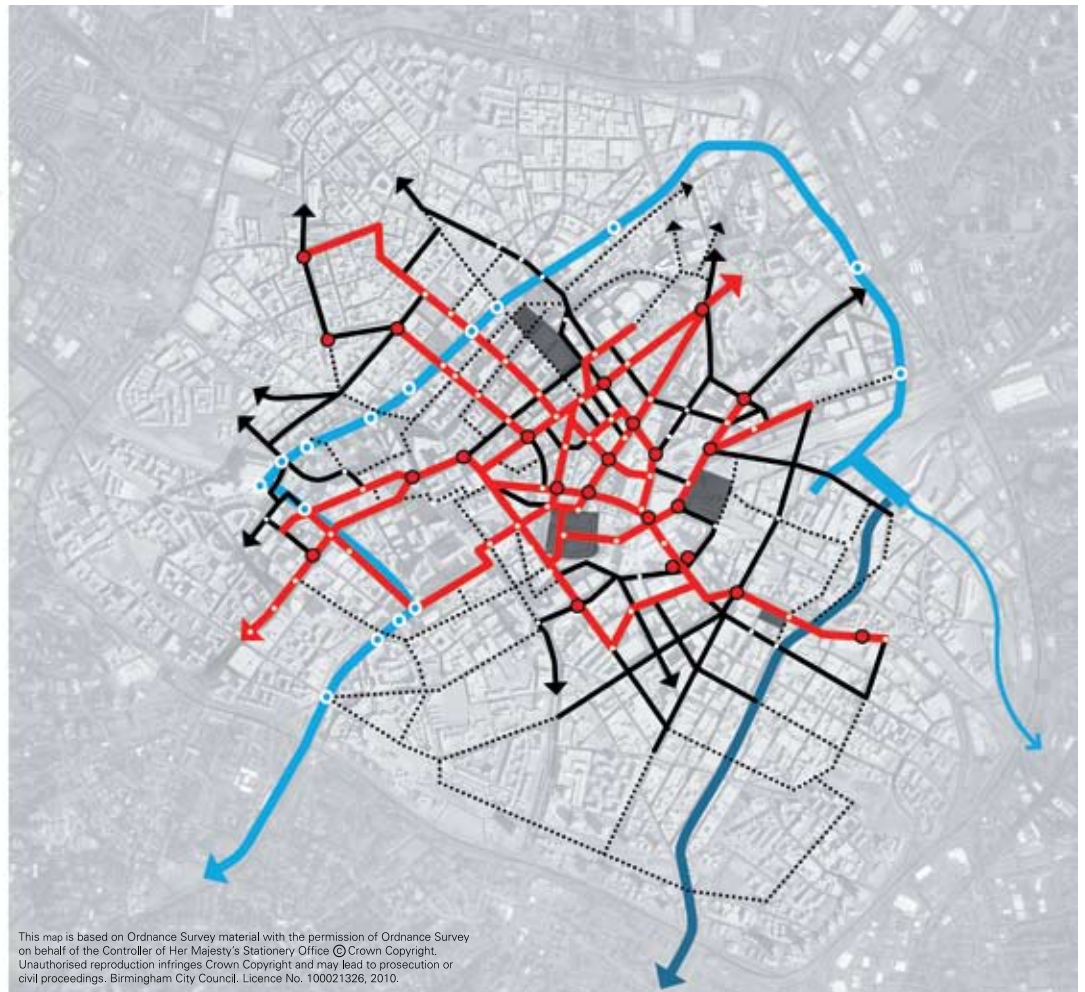 This map is based on Ordnance Survey material with the permission of Ordnance Survey
on behalf of the Controller of Her Majesty's Stationery Office © Crown Copyright.
Unauthorised reproduction infringes Crown Copyright and may lead to prosecution or
civil proceedings. Birmingham City Council. Licence No. 100021326, 2010.